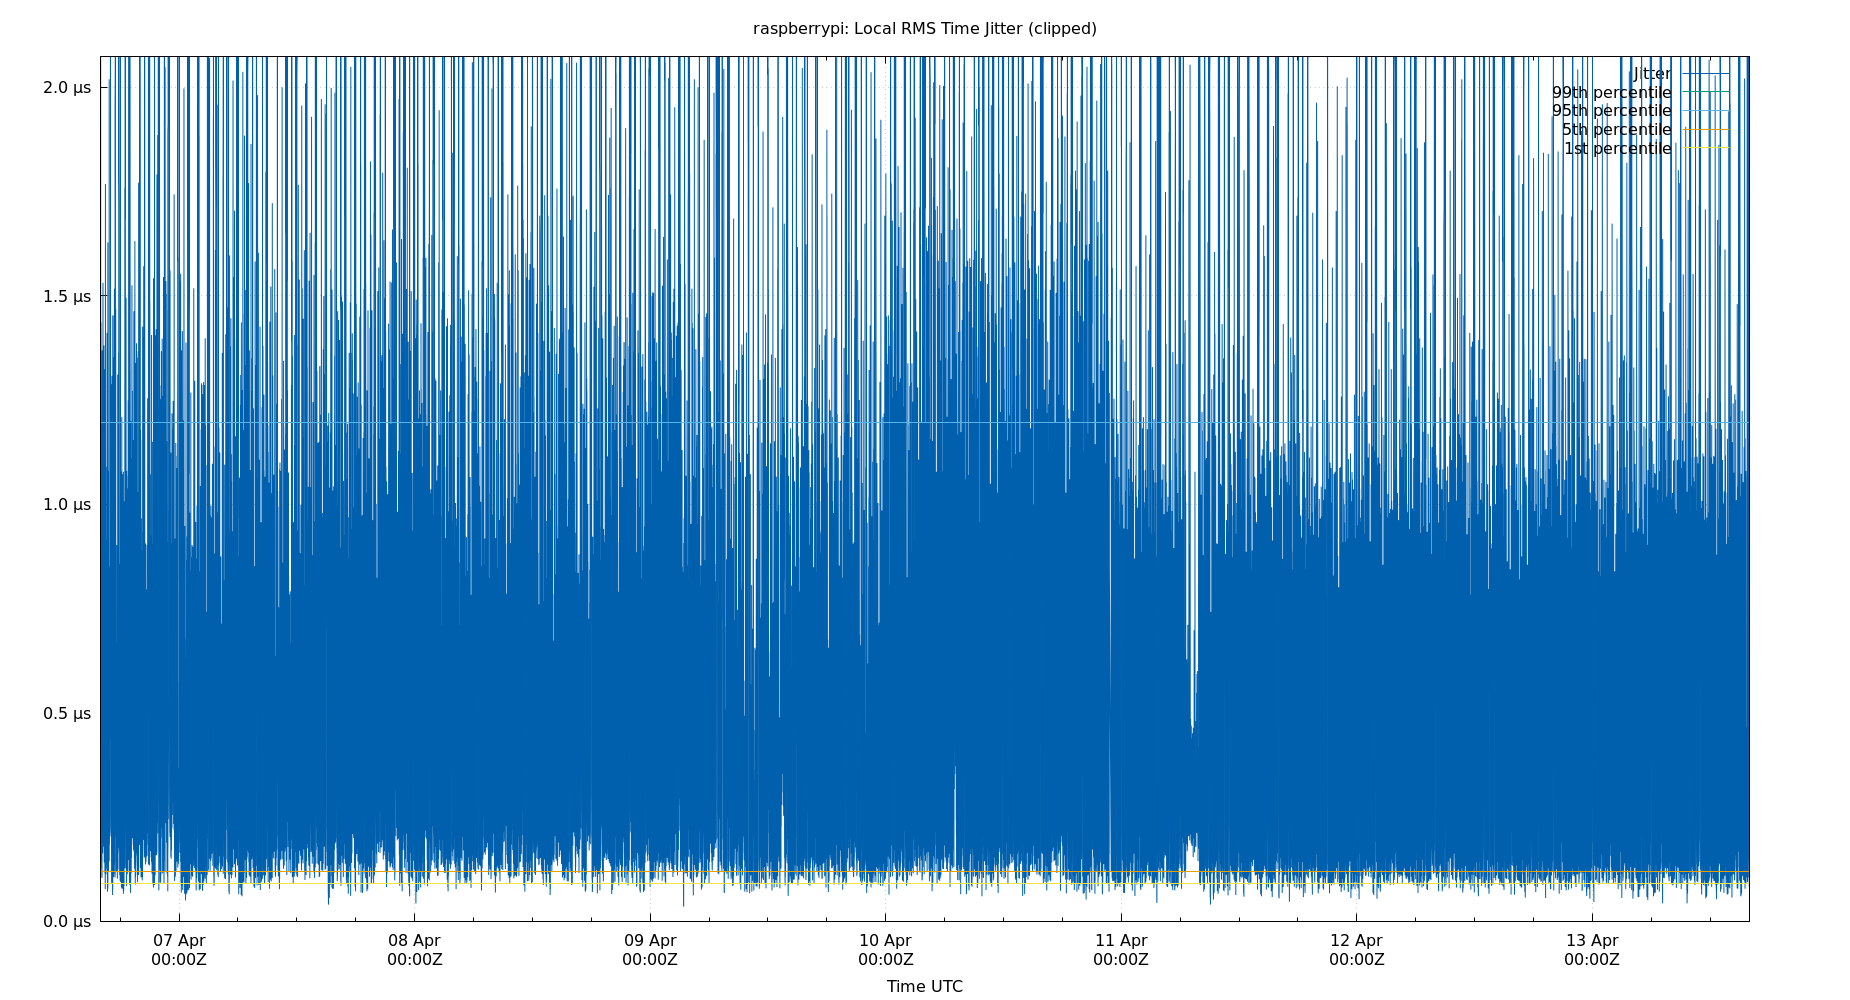 raspberrypi: Local RMS Time Jitter (clipped)
2.0 µs
1.5 µs
1.0 µs
0.5 µs
0.0 µs
Jitter
99th percentile
95th percentile
5th percentile
1st percentile
07 Apr 08 Apr 09 Apr 10 Apr 11 Apr 12 Apr 13 Apr
00:00Z 00:00Z 00:00Z 00:00Z 00:00Z 00:00Z 00:00Z
Time UTC